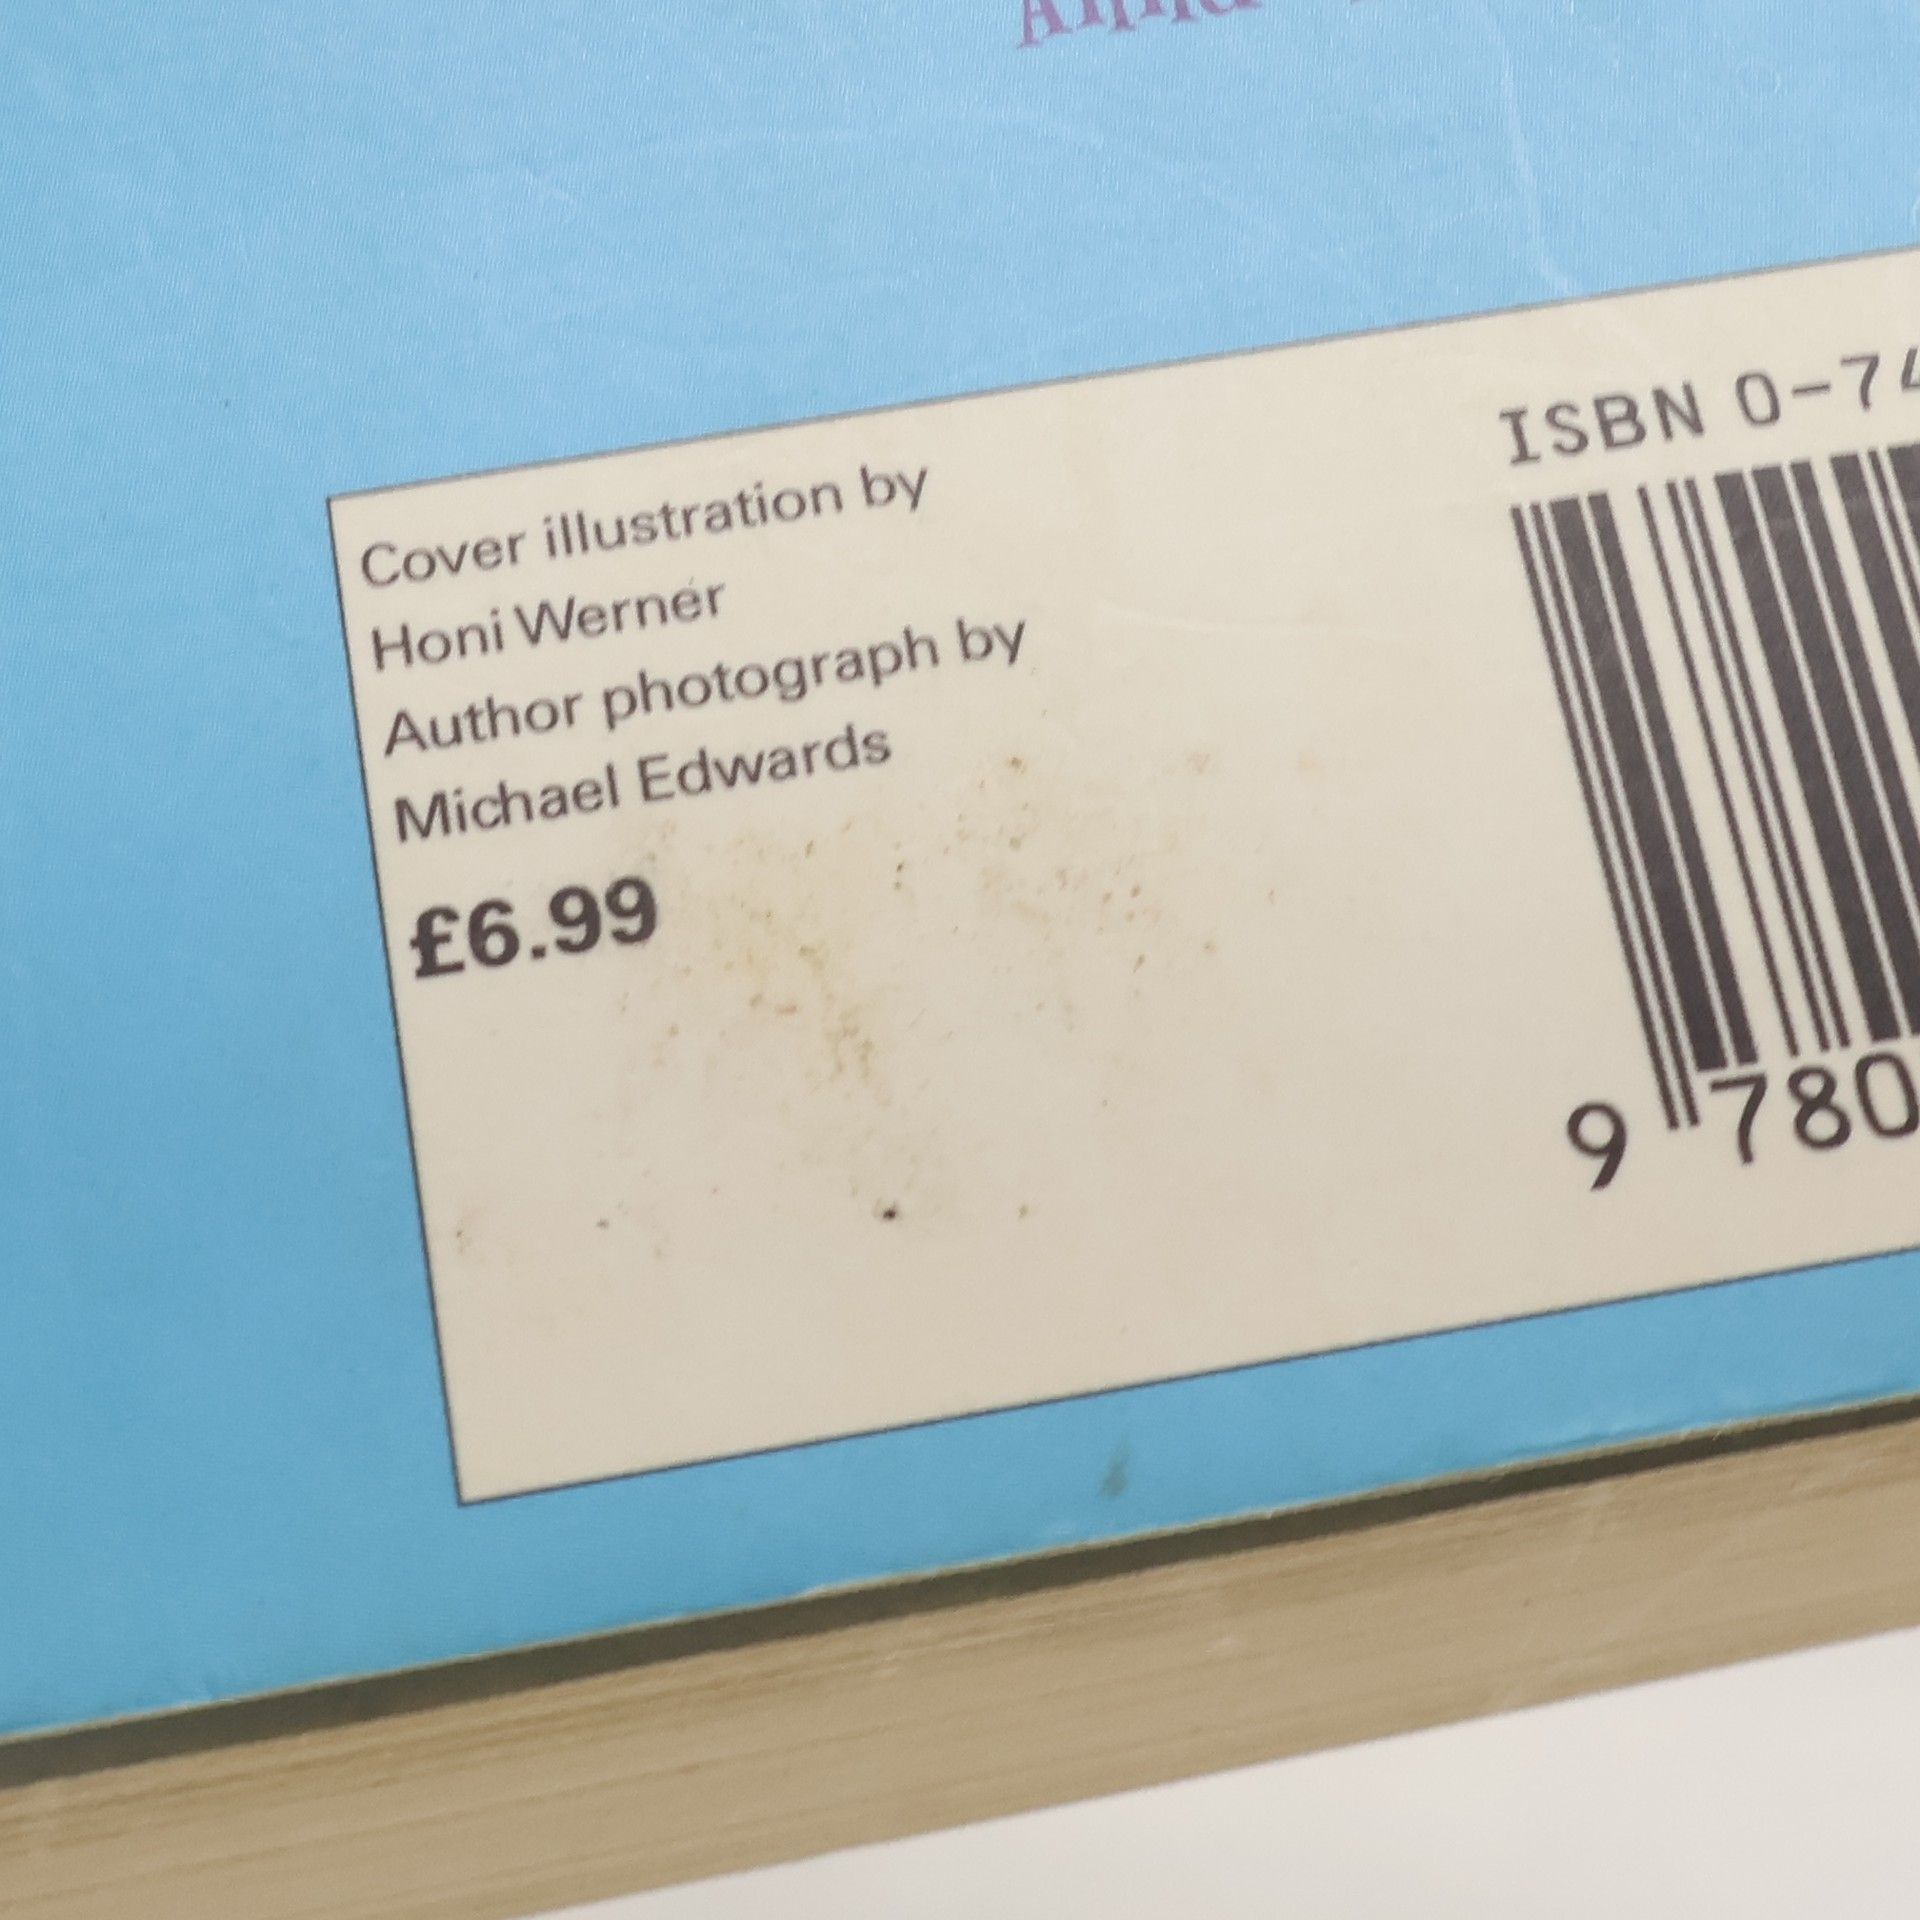 Cover illustration by
Honi Werner
Author photograph by
Michael Edwards
£6.99
ISBN 0-74
9 780